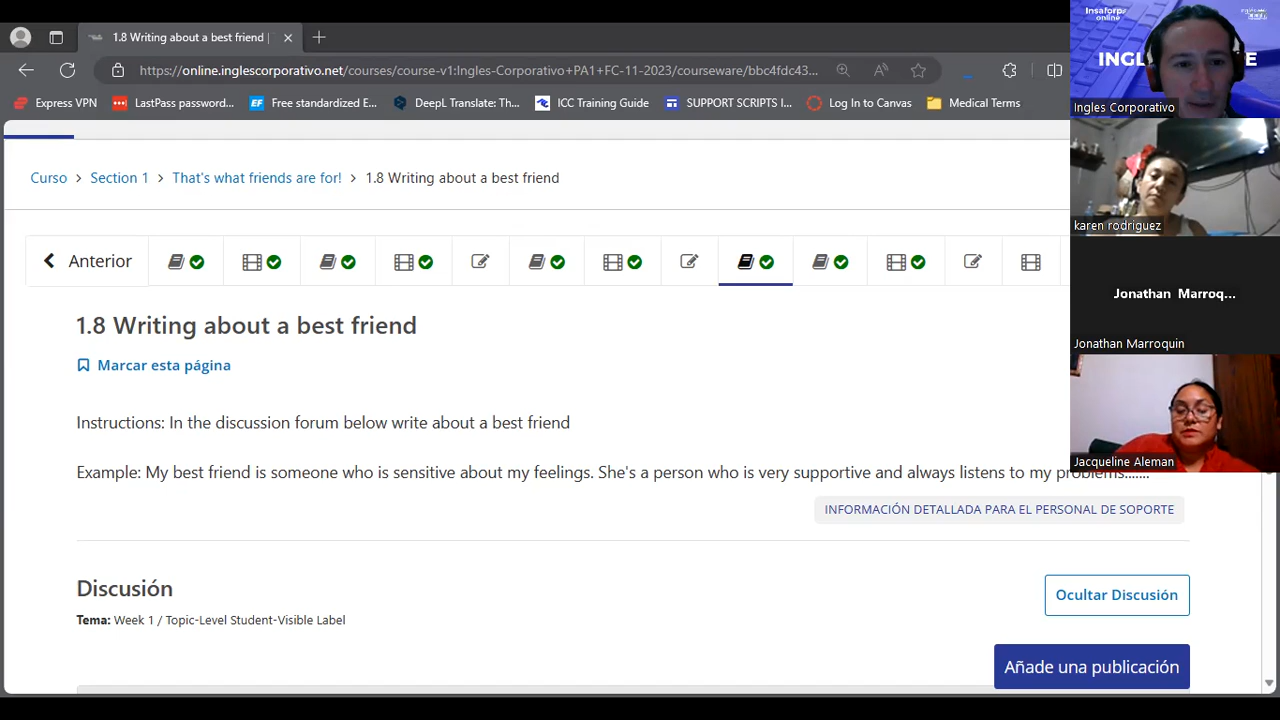 1.8 Writing about a best friend |
https://online.inglescorporativo.net/courses/course-v1:Ingles-Corporativo+PA1+FC-11-2023/courseware/bbc4fdc43...
Express VPN
LastPass password...
Free standardized E...
DeepL Translate: Th...
ICC Training Guide
SUPPORT SCRIPTS I...
Log In to Canvas
Medical Terms
Curso > Section 1 > That's what friends are for! > 1.8 Writing about a best friend
Anterior
1.8 Writing about a best friend
Marcar esta página
Instructions: In the discussion forum below write about a best friend
Example: My best friend is someone who is sensitive about my feelings. She's a person who is very supportive and always listens to my problems.......
INFORMACIÓN DETALLADA PARA EL PERSONAL DE SOPORTE
Discusión
Tema: Week 1 / Topic-Level Student-Visible Label
Ocultar Discusión
Añade una publicación
Insaforp
online
INGL
E
Ingles Corporativo
karen rodriguez
Jonathan Marroq...
Jonathan Marroquin
Jacqueline Aleman